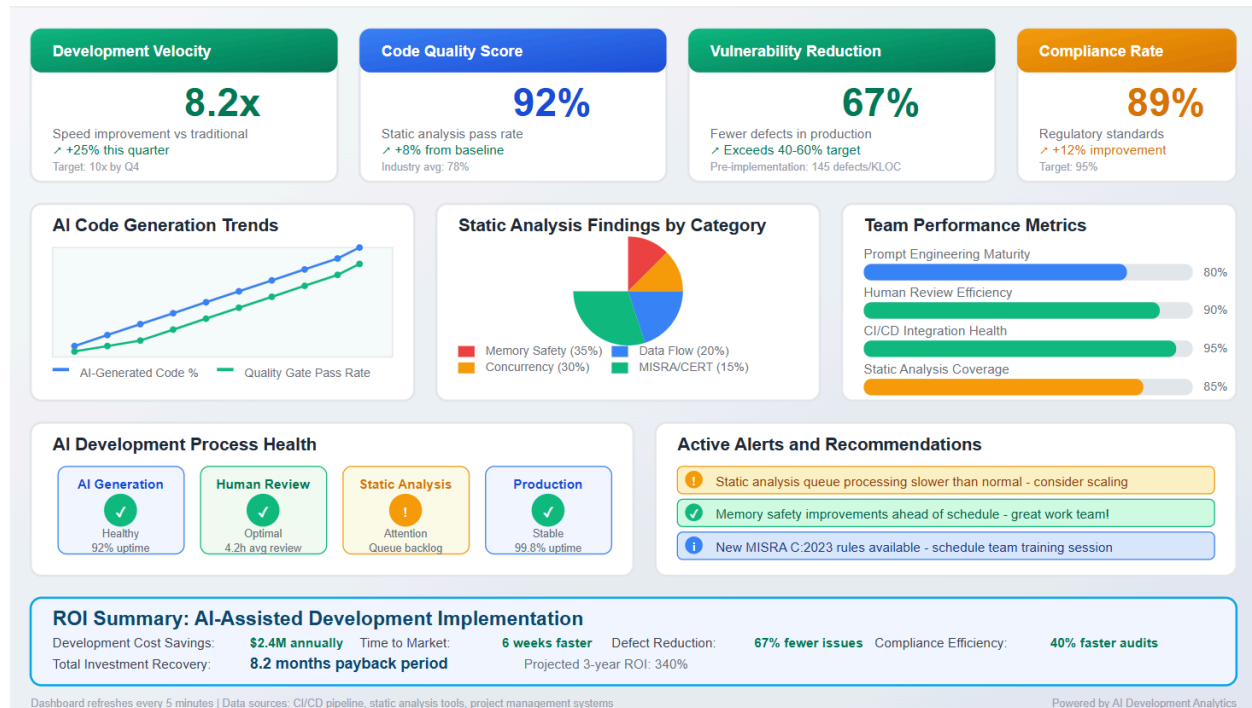 Development Velocity
8.2x
Speed improvement vs traditional
↗ +25% this quarter
Target: 10x by Q4
Code Quality Score
92%
Static analysis pass rate
↗ +8% from baseline
Industry avg: 78%
Vulnerability Reduction
67%
Fewer defects in production
↗ Exceeds 40-60% target
Pre-implementation: 145 defects/KLOC
Compliance Rate
89%
Regulatory standards
↗ +12% improvement
Target: 95%
AI Code Generation Trends
AI-Generated Code %
Quality Gate Pass Rate
Static Analysis Findings by Category
Memory Safety (35%)
Data Flow (20%)
Concurrency (30%)
MISRA/CERT (15%)
Team Performance Metrics
Prompt Engineering Maturity
80%
Human Review Efficiency
90%
CI/CD Integration Health
95%
Static Analysis Coverage
85%
AI Development Process Health
AI Generation
✓
Healthy
92% uptime
Human Review
✓
Optimal
4.2h avg review
Static Analysis
!
Attention
Queue backlog
Production
✓
Stable
99.8% uptime
Active Alerts and Recommendations
! Static analysis queue processing slower than normal - consider scaling
✓ Memory safety improvements ahead of schedule - great work team!
i New MISRA C:2023 rules available - schedule team training session
ROI Summary: AI-Assisted Development Implementation
Development Cost Savings: $2.4M annually Time to Market: 6 weeks faster Defect Reduction: 67% fewer issues Compliance Efficiency: 40% faster audits
Total Investment Recovery: 8.2 months payback period Projected 3-year ROI: 340%
Dashboard refreshes every 5 minutes | Data sources: CI/CD pipeline, static analysis tools, project management systems
Powered by AI Development Analytics